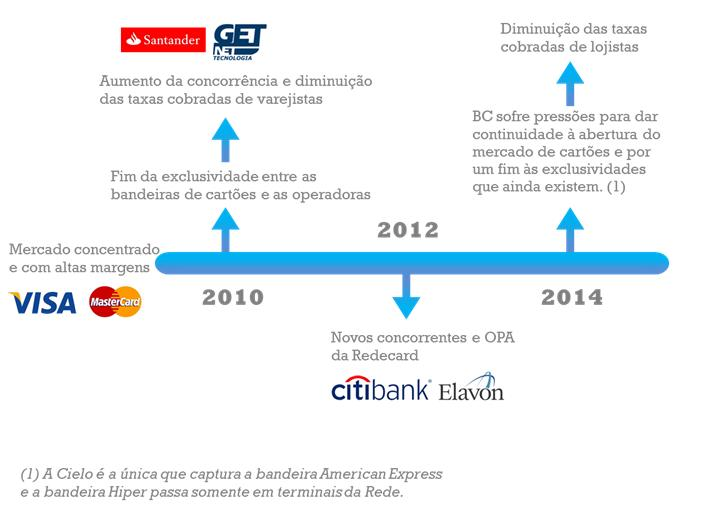 Santander
GET
NET
TECNOLOGIA
Aumento da concorrência e diminuição
das taxas cobradas de varejistas
Fim da exclusividade entre as
bandeiras de cartões e as operadoras
Mercado concentrado
e com altas margens
VISA
MasterCard
2010
2012
Novos concorrentes e OPA
da Redecard
citibank
Elavon
Diminuição das taxas
cobradas de lojistas
BC sofre pressões para dar
continuidade à abertura do
mercado de cartões e por
um fim às exclusividades
que ainda existem. (1)
2014
(1) A Cielo é a única que captura a bandeira American Express
e a bandeira Hiper passa somente em terminais da Rede.